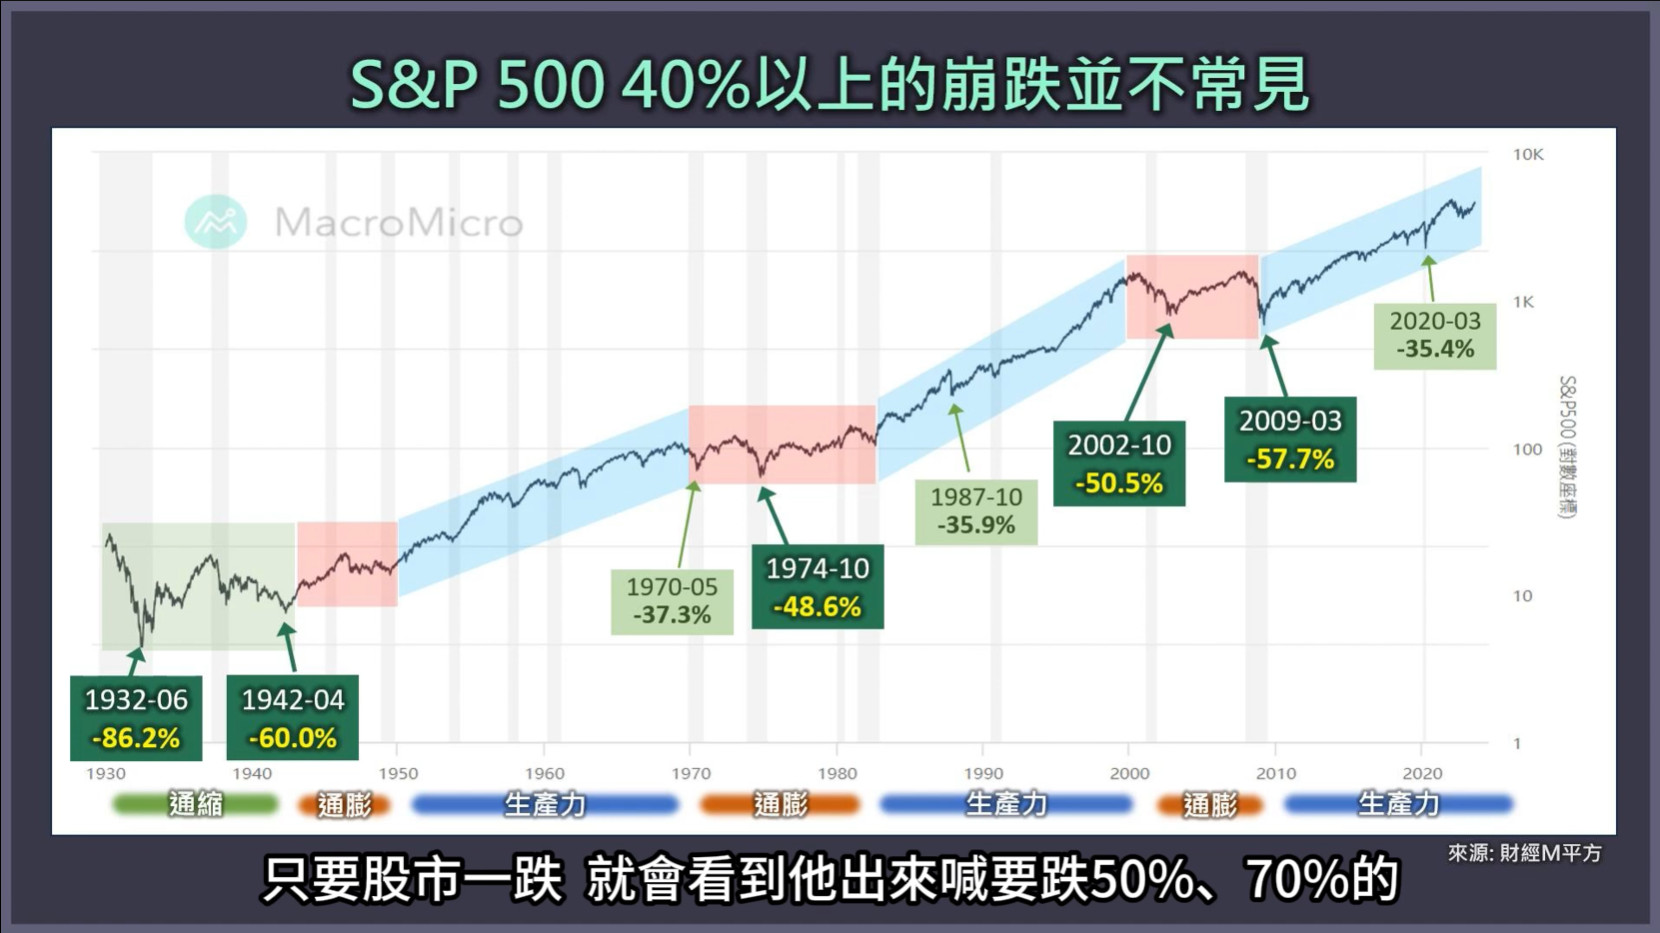 S&P 500 40%以上的崩跌並不常見
MacroMicro
10K
1K
100
10
1
S&P500 (對數座標)
2020-03
-35.4%
2009-03
-57.7%
2002-10
-50.5%
1987-10
-35.9%
1974-10
-48.6%
1970-05
-37.3%
1932-06
-86.2%
1942-04
-60.0%
1930 1940 1950 1960 1970 1980 1990 2000 2010 2020
通縮 通膨 生產力 通膨 生產力 通膨 生產力
來源: 財經M平方
只要股市一跌 就會看到他出來喊要跌50%、70%的